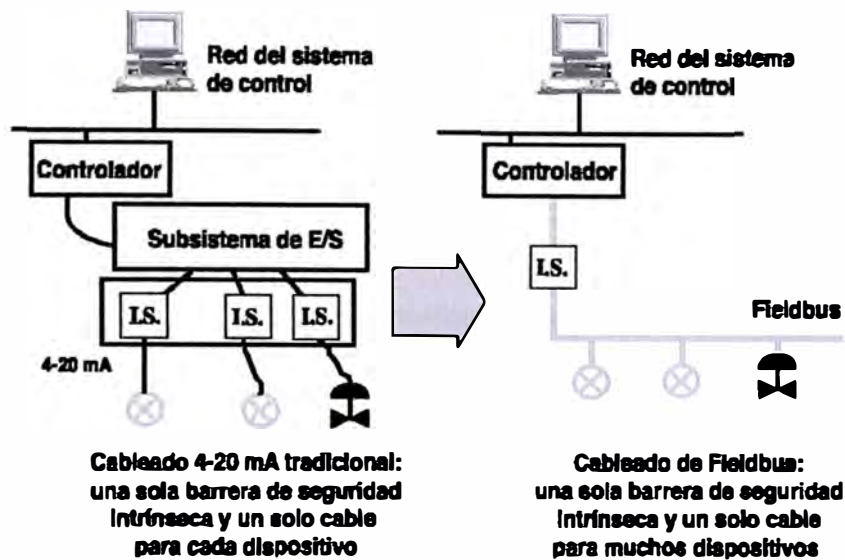 Red del sistema
de control
Controlador
Subsistema de E/S
I.S.
I.S.
I.S.
4-20 mA
Cableado 4-20 mA tradicional:
una sola barrera de seguridad
intrínseca y un solo cable
para cada dispositivo
Red del sistema
de control
Controlador
I.S.
Fieldbus
Cableado de Fieldbus:
una sola barrera de seguridad
intrínseca y un solo cable
para muchos dispositivos